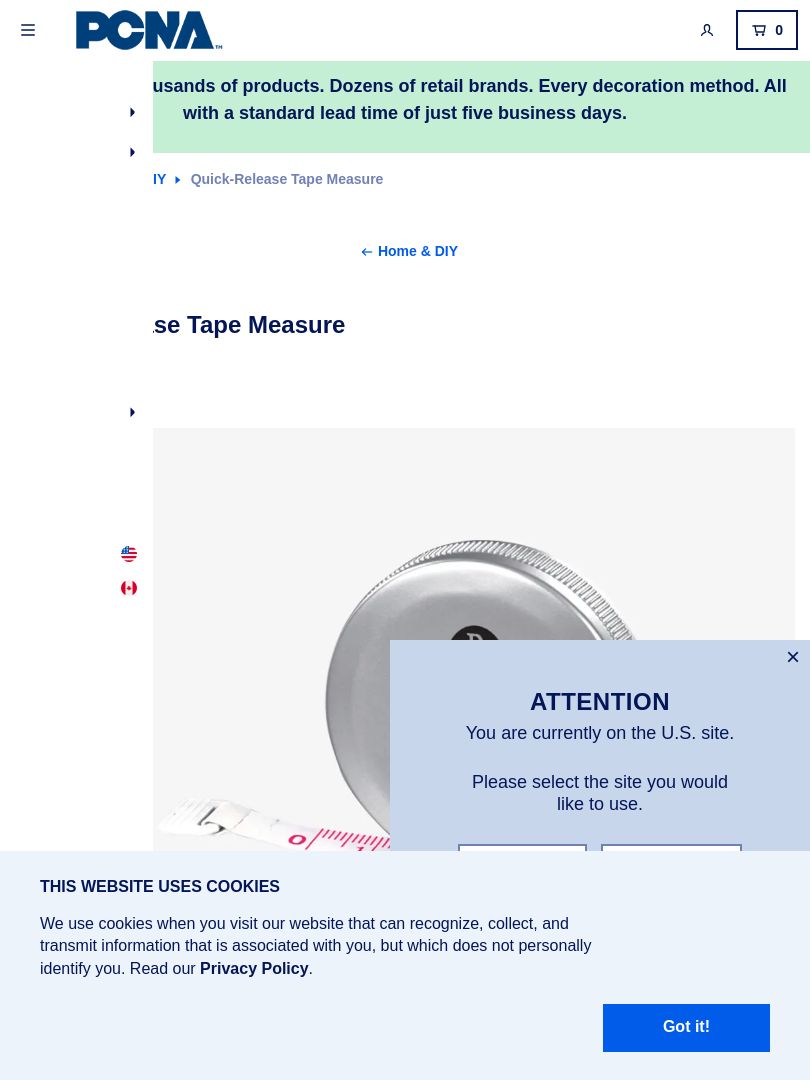 PCNA™
0
usands of products. Dozens of retail brands. Every decoration method. All
with a standard lead time of just five business days.
IY
Quick-Release Tape Measure
Home & DIY
se Tape Measure
ATTENTION
You are currently on the U.S. site.
Please select the site you would
like to use.
0
THIS WEBSITE USES COOKIES
We use cookies when you visit our website that can recognize, collect, and
transmit information that is associated with you, but which does not personally
identify you. Read our Privacy Policy.
Got it!